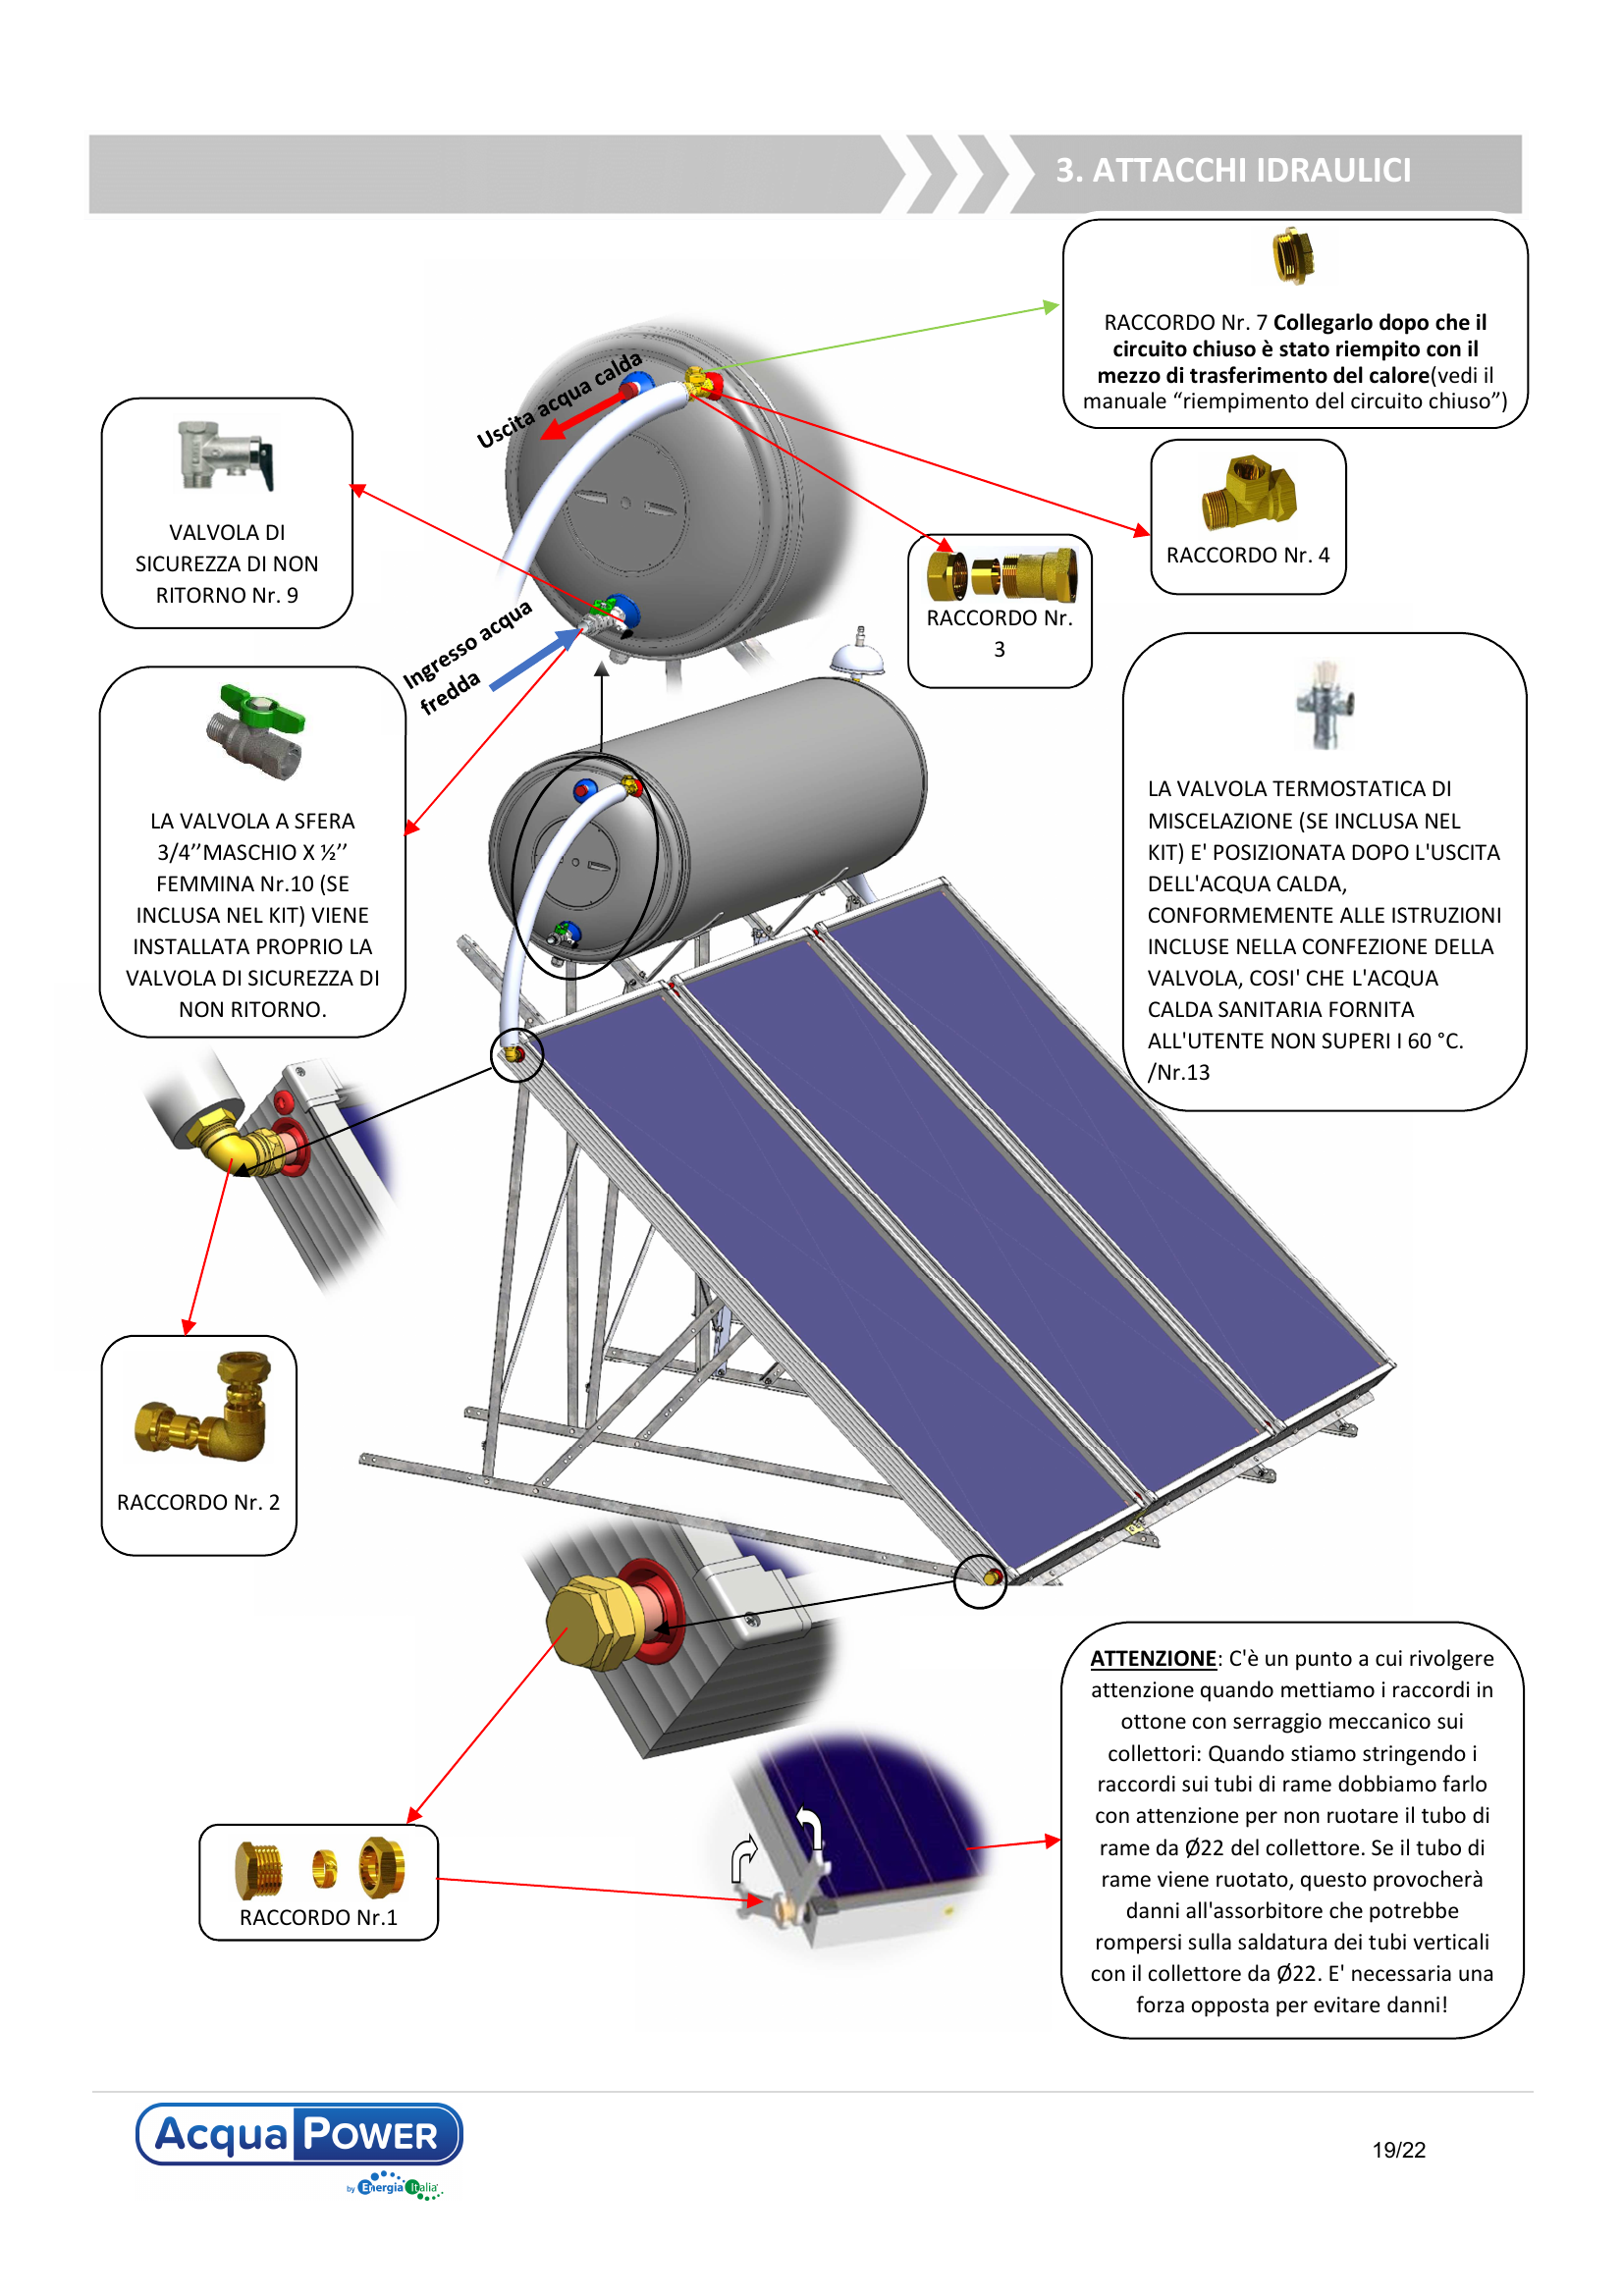 3. ATTACCHI IDRAULICI
RACCORDO Nr. 7 Collegarlo dopo che il
circuito chiuso è stato riempito con il
mezzo di trasferimento del calore(vedi il
manuale “riempimento del circuito chiuso”)
Uscita acqua calda
VALVOLA DI
SICUREZZA DI NON
RITORNO Nr. 9
RACCORDO Nr. 4
RACCORDO Nr.
3
Ingresso acqua
fredda
LA VALVOLA A SFERA
3/4’’MASCHIO X ½’’
FEMMINA Nr.10 (SE
INCLUSA NEL KIT) VIENE
INSTALLATA PROPRIO LA
VALVOLA DI SICUREZZA DI
NON RITORNO.
LA VALVOLA TERMOSTATICA DI
MISCELAZIONE (SE INCLUSA NEL
KIT) E' POSIZIONATA DOPO L'USCITA
DELL'ACQUA CALDA,
CONFORMEMENTE ALLE ISTRUZIONI
INCLUSE NELLA CONFEZIONE DELLA
VALVOLA, COSI' CHE L'ACQUA
CALDA SANITARIA FORNITA
ALL'UTENTE NON SUPERI I 60 °C.
/Nr.13
RACCORDO Nr. 2
ATTENZIONE: C'è un punto a cui rivolgere
attenzione quando mettiamo i raccordi in
ottone con serraggio meccanico sui
collettori: Quando stiamo stringendo i
raccordi sui tubi di rame dobbiamo farlo
con attenzione per non ruotare il tubo di
rame da Ø22 del collettore. Se il tubo di
rame viene ruotato, questo provocherà
danni all'assorbitore che potrebbe
rompersi sulla saldatura dei tubi verticali
con il collettore da Ø22. E' necessaria una
forza opposta per evitare danni!
RACCORDO Nr.1
Acqua POWER
by Energia Italia
19/22